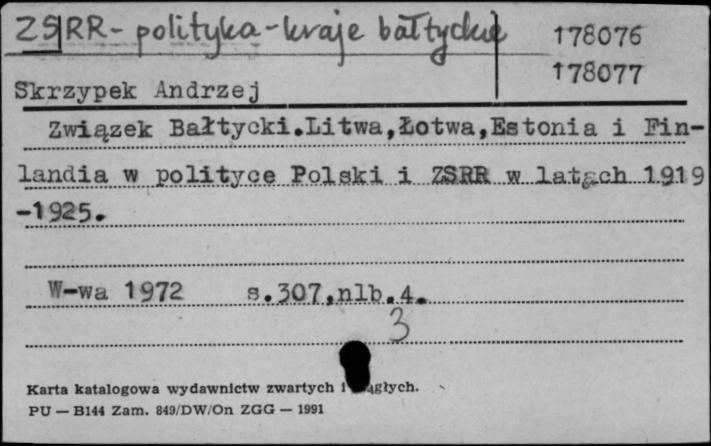 ZSRR - polityka - kraje bałtyckie 178076
178077
Skrzypek Andrzej
Związek Bałtycki.Litwa,Łotwa,Estonia i Fin-
landia w polityce Polski i ZSRR w latach 1919
-1925.
W-wa 1972 s.307,nlb.4.
3
Karta katalogowa wydawnictw zwartych i
PU — B144 Zam. 849/DW/On ZGG — 1991